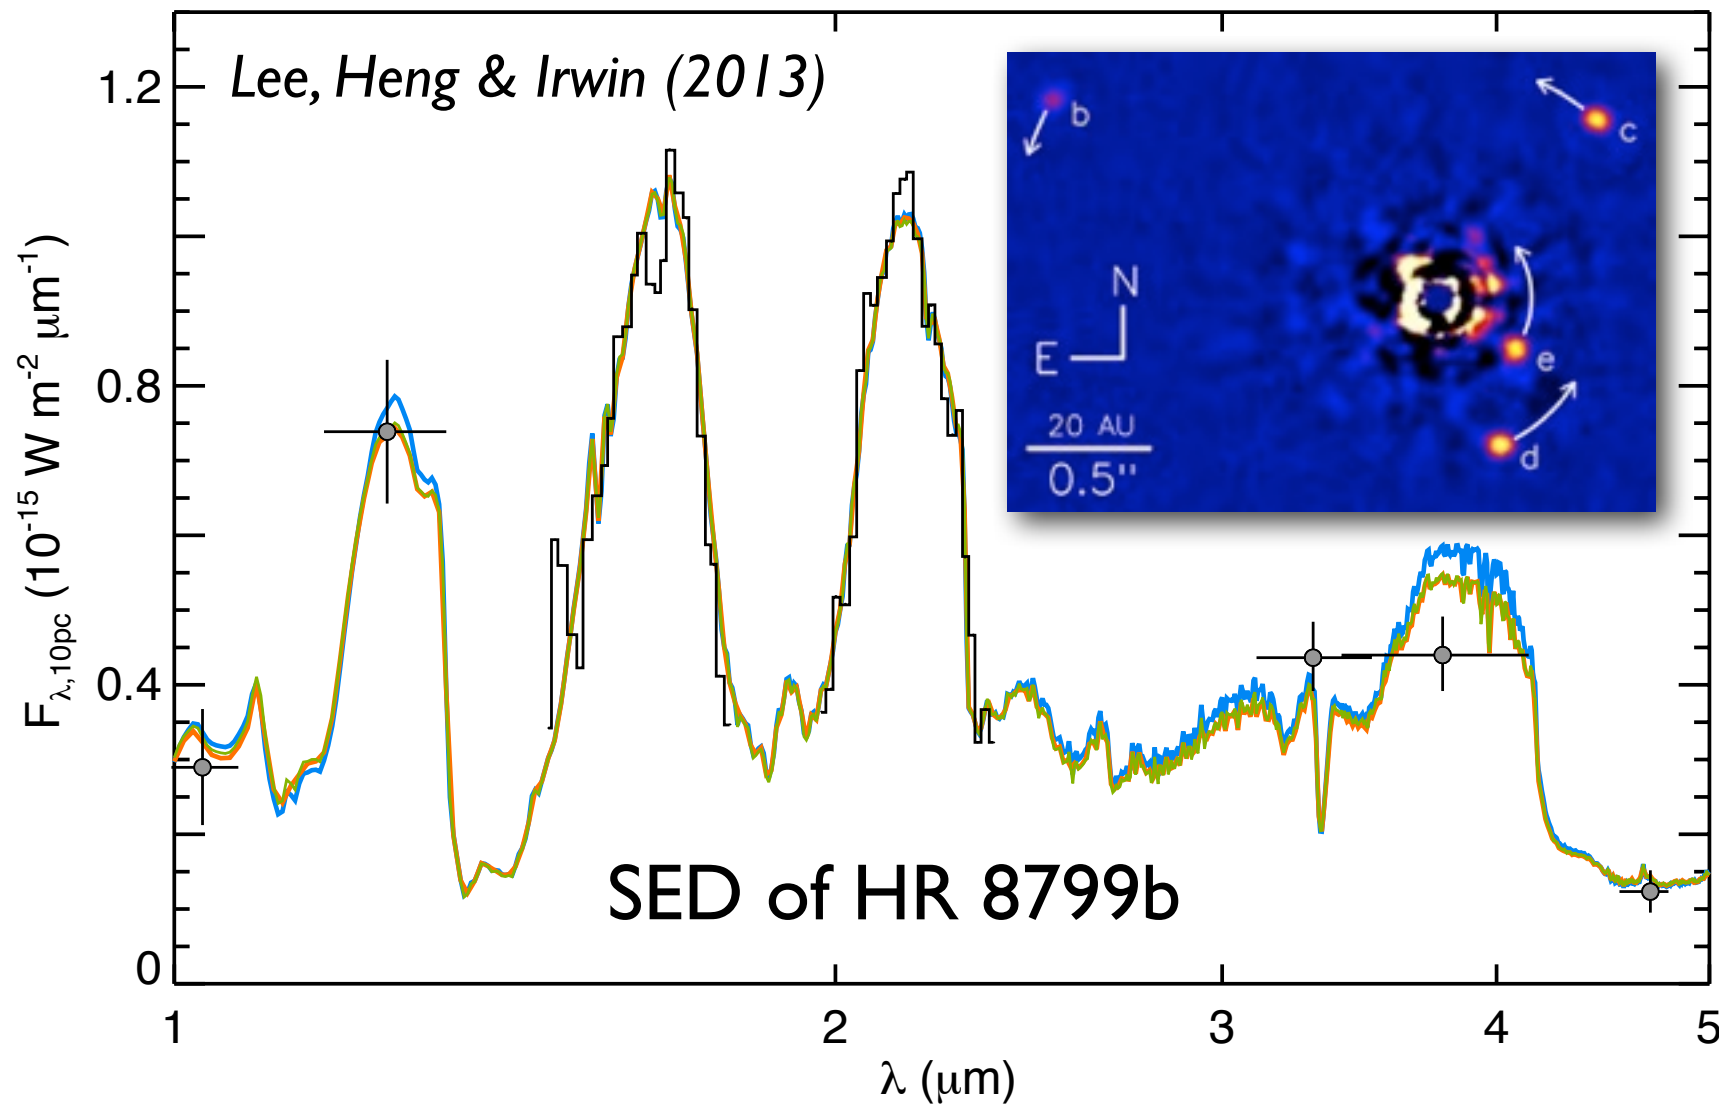 Lee, Heng & Irwin (2013)
1.2
0.8
0.4
0
F_λ,10pc (10^-15 W m^-2 μm^-1)
b
c
N
E
e
d
20 AU
0.5"
SED of HR 8799b
1
2
3
4
5
λ (μm)